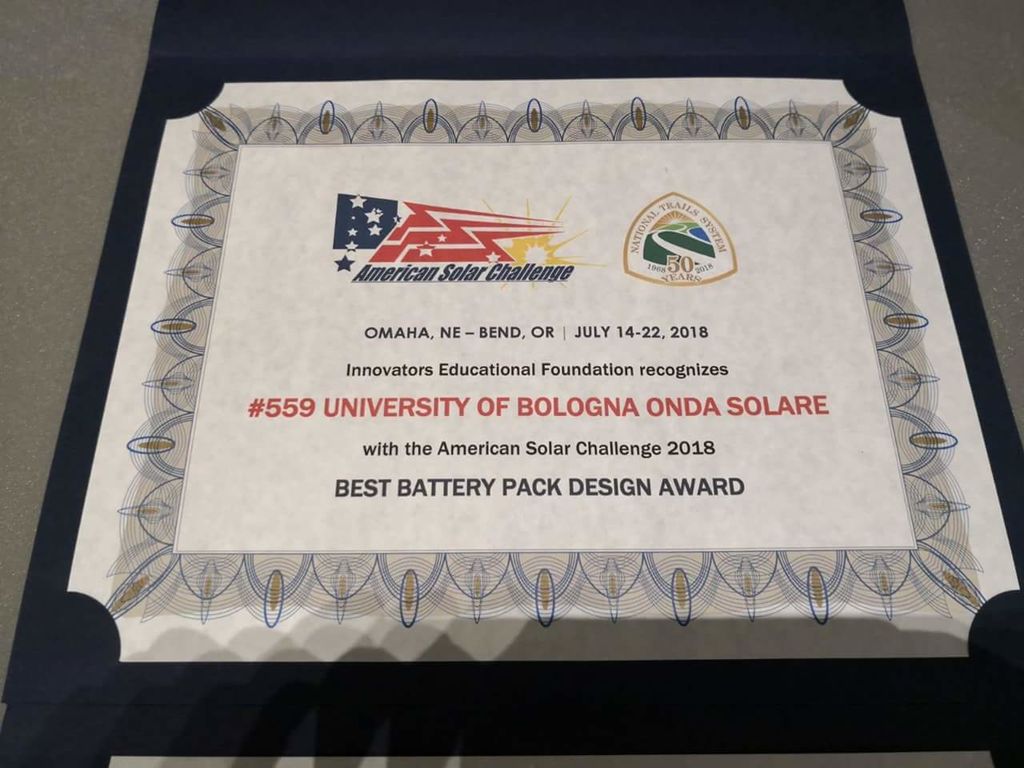 American Solar Challenge
NATIONAL TRAILS SYSTEM
1968 50 2018
YEARS
OMAHA, NE – BEND, OR | JULY 14-22, 2018
Innovators Educational Foundation recognizes
#559 UNIVERSITY OF BOLOGNA ONDA SOLARE
with the American Solar Challenge 2018
BEST BATTERY PACK DESIGN AWARD